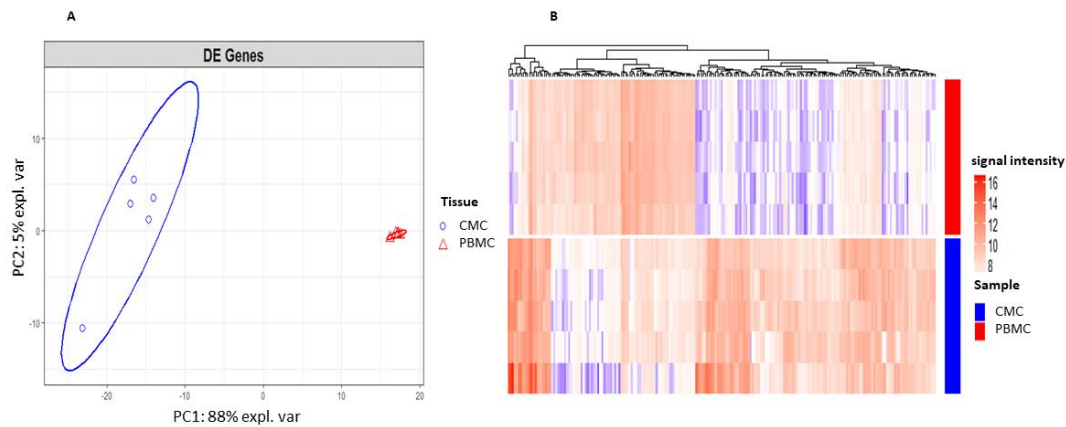 A
B
DE Genes
10
0
-10
-20
-10
0
10
20
PC2: 5% expl. var
PC1: 88% expl. var
Tissue
CMC
PBMC
signal intensity
16
14
12
10
8
Sample
CMC
PBMC